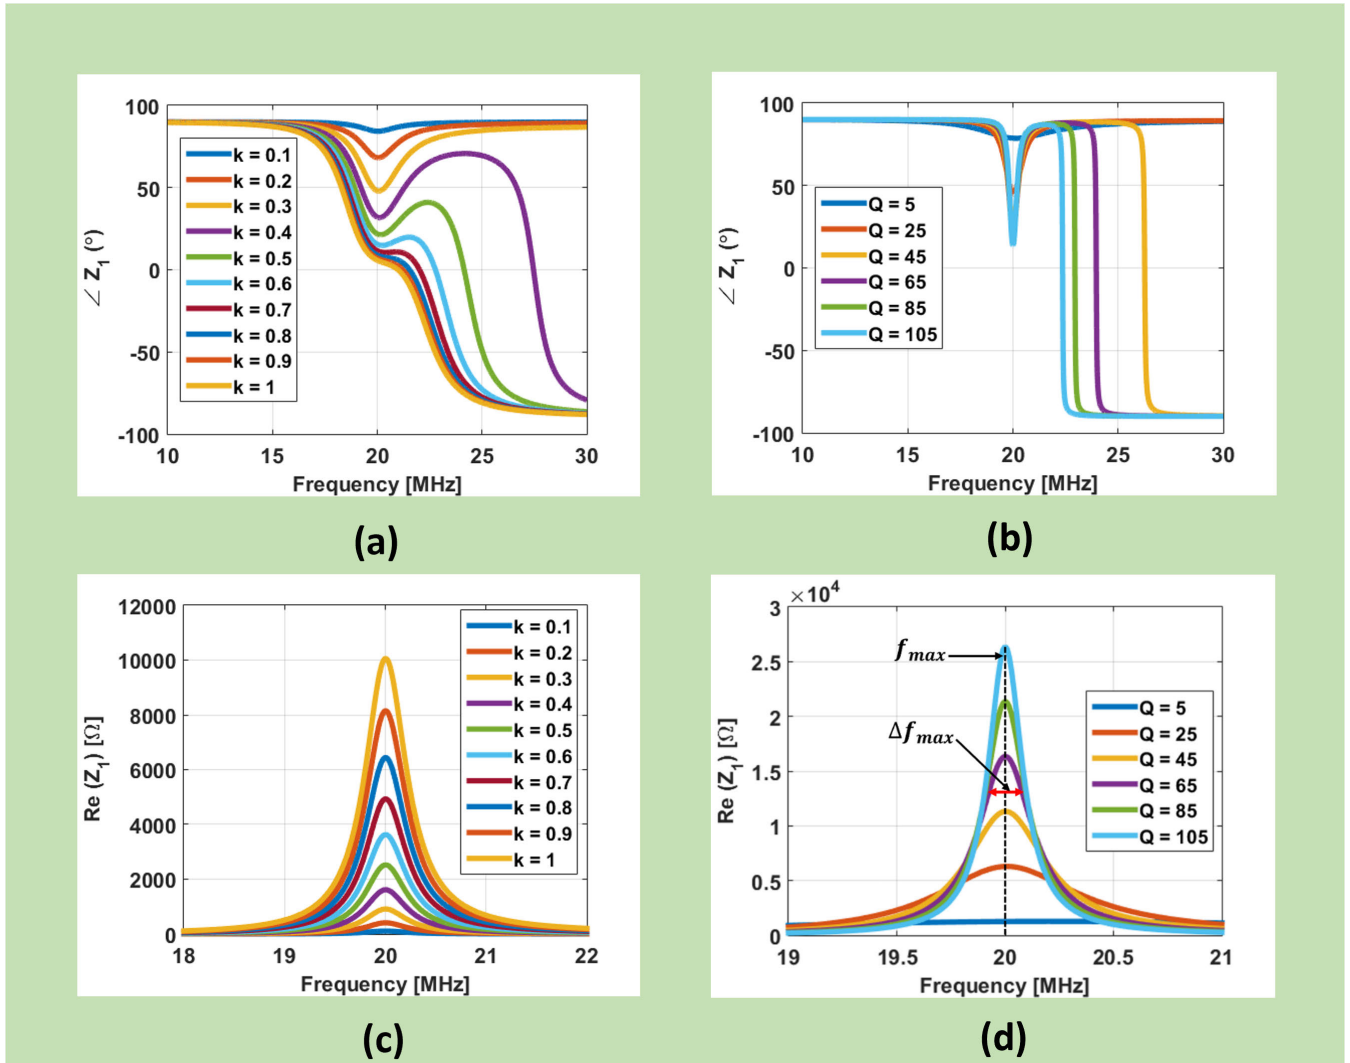 100
50
0
-50
-100
∠ Z1 (°)
k = 0.1
k = 0.2
k = 0.3
k = 0.4
k = 0.5
k = 0.6
k = 0.7
k = 0.8
k = 0.9
k = 1
10 15 20 25 30
Frequency [MHz]
(a)
100
50
0
-50
-100
∠ Z1 (°)
Q = 5
Q = 25
Q = 45
Q = 65
Q = 85
Q = 105
10 15 20 25 30
Frequency [MHz]
(b)
12000
10000
8000
6000
4000
2000
0
Re (Z1) [Ω]
k = 0.1
k = 0.2
k = 0.3
k = 0.4
k = 0.5
k = 0.6
k = 0.7
k = 0.8
k = 0.9
k = 1
18 19 20 21 22
Frequency [MHz]
(c)
×10^4
3
2.5
2
1.5
1
0.5
0
Re (Z1) [Ω]
fmax
Δfmax
Q = 5
Q = 25
Q = 45
Q = 65
Q = 85
Q = 105
19 19.5 20 20.5 21
Frequency [MHz]
(d)